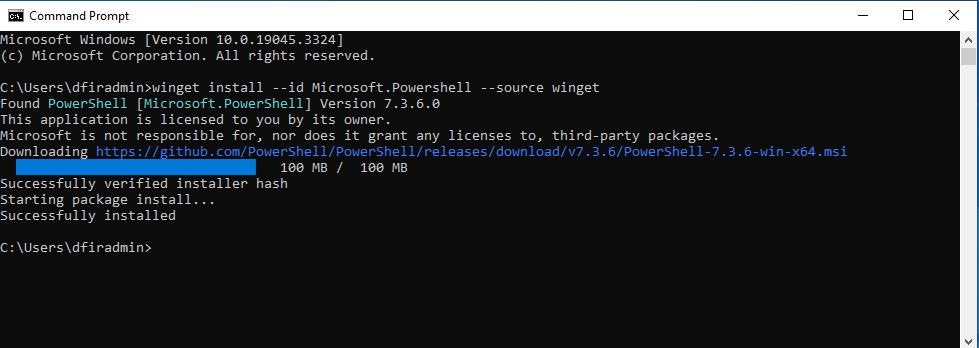 Command Prompt
Microsoft Windows [Version 10.0.19045.3324]
(c) Microsoft Corporation. All rights reserved.
C:\Users\dfiradmin>winget install --id Microsoft.Powershell --source winget
Found PowerShell [Microsoft.PowerShell] Version 7.3.6.0
This application is licensed to you by its owner.
Microsoft is not responsible for, nor does it grant any licenses to, third-party packages.
Downloading https://github.com/PowerShell/PowerShell/releases/download/v7.3.6/PowerShell-7.3.6-win-x64.msi
100 MB / 100 MB
Successfully verified installer hash
Starting package install...
Successfully installed
C:\Users\dfiradmin>